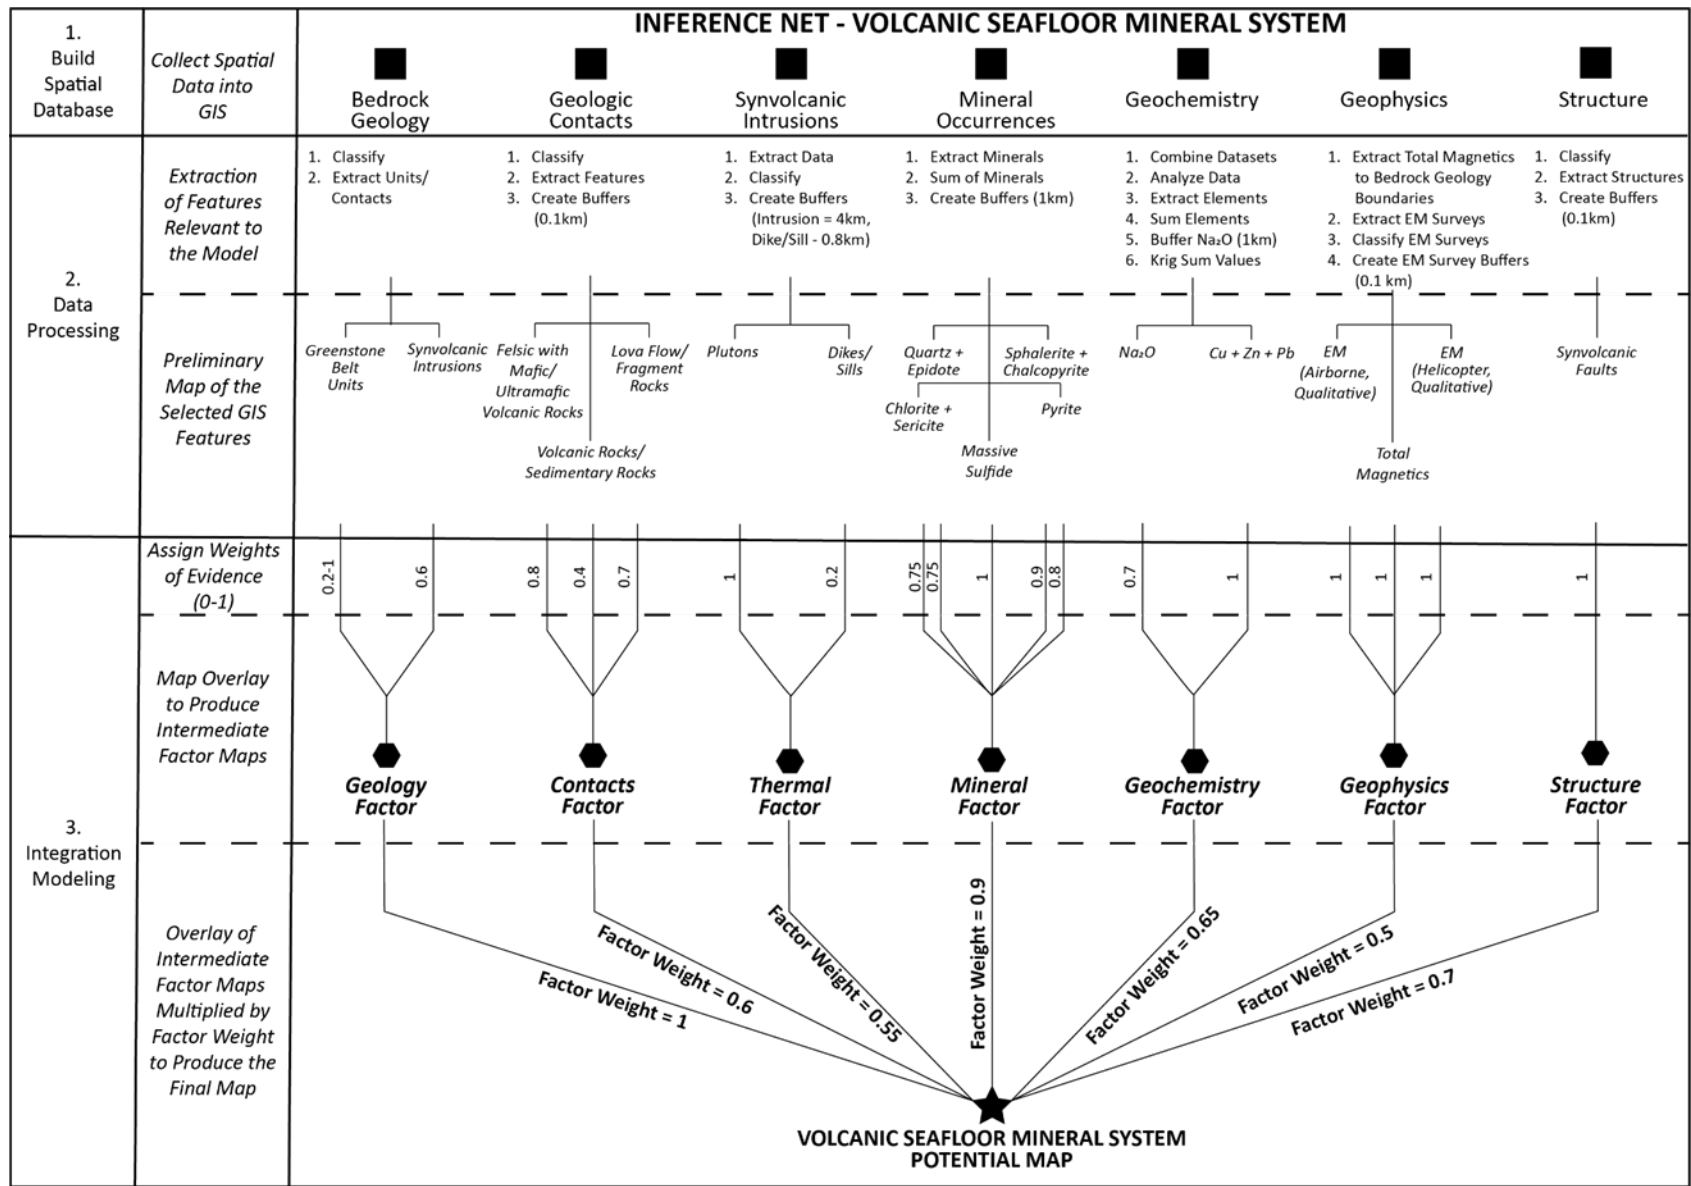 INFERENCE NET - VOLCANIC SEAFLOOR MINERAL SYSTEM
1.
Build
Spatial
Database
Collect Spatial
Data into
GIS
Bedrock
Geology
Geologic
Contacts
Synvolcanic
Intrusions
Mineral
Occurrences
Geochemistry
Geophysics
Structure
2.
Data
Processing
Extraction
of Features
Relevant to
the Model
1. Classify
2. Extract Units/
Contacts
1. Classify
2. Extract Features
3. Create Buffers
(0.1km)
1. Extract Data
2. Classify
3. Create Buffers
(Intrusion = 4km,
Dike/Sill - 0.8km)
1. Extract Minerals
2. Sum of Minerals
3. Create Buffers (1km)
1. Combine Datasets
2. Analyze Data
3. Extract Elements
4. Sum Elements
5. Buffer Na₂O (1km)
6. Krig Sum Values
1. Extract Total Magnetics
to Bedrock Geology
Boundaries
2. Extract EM Surveys
3. Classify EM Surveys
4. Create EM Survey Buffers
(0.1 km)
1. Classify
2. Extract Structures
3. Create Buffers
(0.1km)
Preliminary
Map of the
Selected GIS
Features
Greenstone
Belt
Units
Synvolcanic
Intrusions
Felsic with
Mafic/
Ultramafic
Volcanic Rocks
Lova Flow/
Fragment
Rocks
Volcanic Rocks/
Sedimentary Rocks
Plutons
Dikes/
Sills
Quartz +
Epidote
Sphalerite +
Chalcopyrite
Chlorite +
Sericite
Pyrite
Massive
Sulfide
Na₂O
Cu + Zn + Pb
EM
(Airborne,
Qualitative)
EM
(Helicopter,
Qualitative)
Total
Magnetics
Synvolcanic
Faults
3.
Integration
Modeling
Assign Weights
of Evidence
(0-1)
0.2-1
0.6
0.8
0.4
0.7
1
0.2
0.75
0.75
1
0.9
0.8
0.7
1
1
1
1
1
Map Overlay
to Produce
Intermediate
Factor Maps
Geology
Factor
Contacts
Factor
Thermal
Factor
Mineral
Factor
Geochemistry
Factor
Geophysics
Factor
Structure
Factor
Overlay of
Intermediate
Factor Maps
Multiplied by
Factor Weight
to Produce the
Final Map
Factor Weight = 1
Factor Weight = 0.6
Factor Weight = 0.55
Factor Weight = 0.9
Factor Weight = 0.65
Factor Weight = 0.5
Factor Weight = 0.7
VOLCANIC SEAFLOOR MINERAL SYSTEM
POTENTIAL MAP